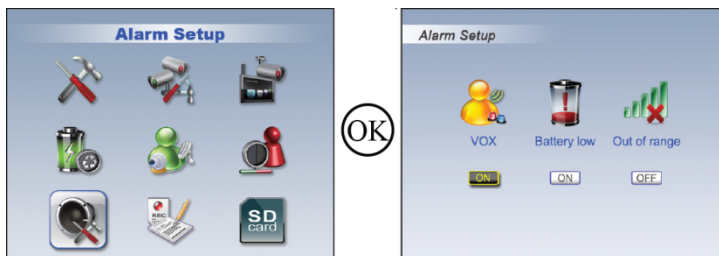 Alarm Setup
REC
SD
card
OK
Alarm Setup
VOX Battery low Out of range
ON ON OFF